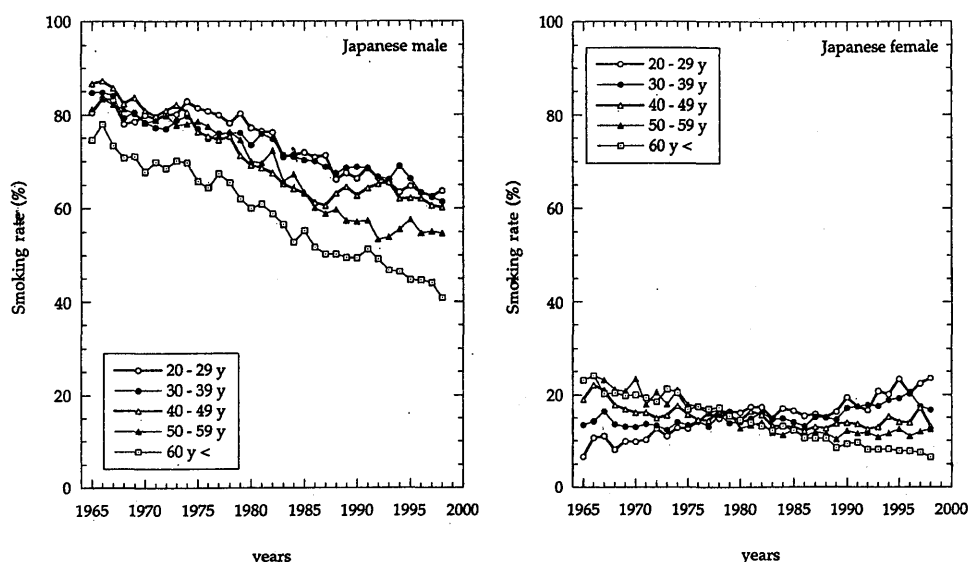 Japanese male
Smoking rate (%)
100
80
60
40
20
0
20 - 29 y
30 - 39 y
40 - 49 y
50 - 59 y
60 y <
1965 1970 1975 1980 1985 1990 1995 2000
years
Japanese female
Smoking rate (%)
100
80
60
40
20
0
20 - 29 y
30 - 39 y
40 - 49 y
50 - 59 y
60 y <
1965 1970 1975 1980 1985 1990 1995 2000
years